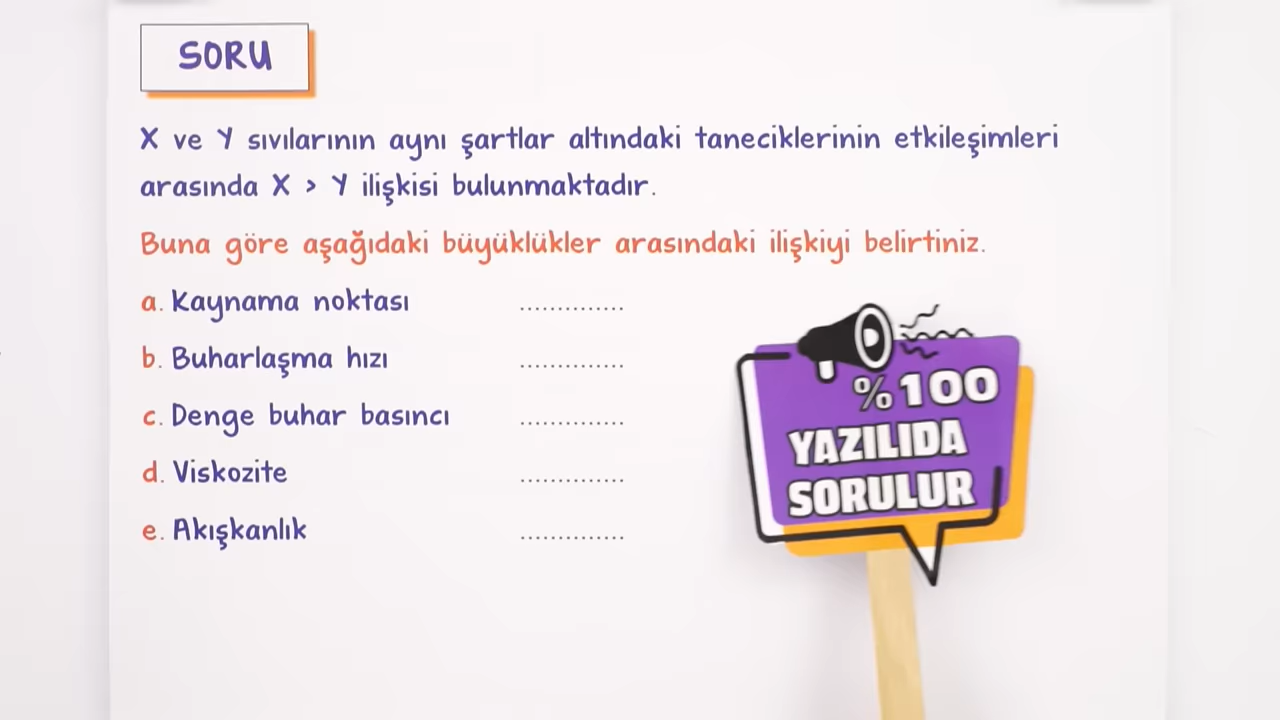 SORU
X ve Y sıvılarının aynı şartlar altındaki taneciklerinin etkileşimleri
arasında X > Y ilişkisi bulunmaktadır.
Buna göre aşağıdaki büyüklükler arasındaki ilişkiyi belirtiniz.
a. Kaynama noktası ..............
b. Buharlaşma hızı ..............
c. Denge buhar basıncı ..............
d. Viskozite ..............
e. Akışkanlık ..............
%100
YAZILIDA
SORULUR